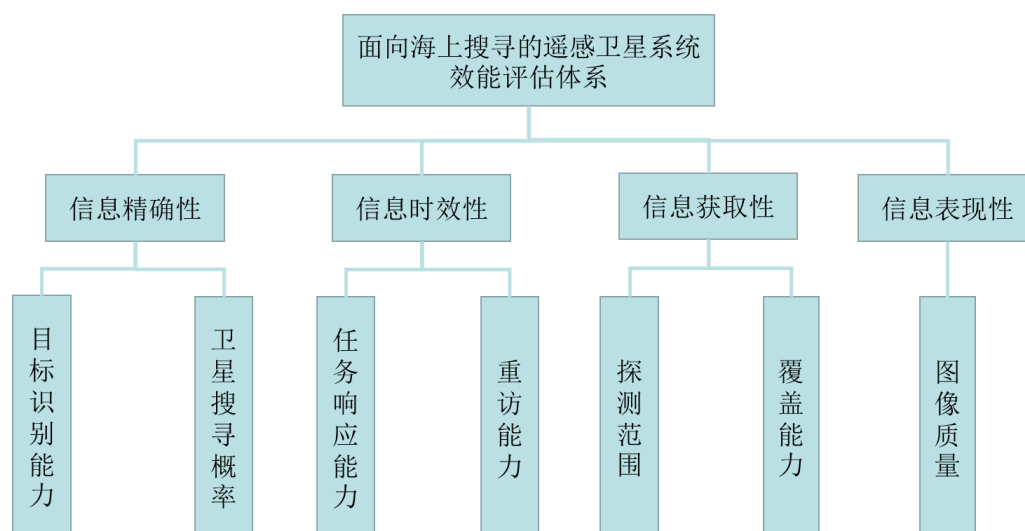 面向海上搜寻的遥感卫星系统
效能评估体系
信息精确性
信息时效性
信息获取性
信息表现性
目标识别能力
卫星搜寻概率
任务响应能力
重访能力
探测范围
覆盖能力
图像质量